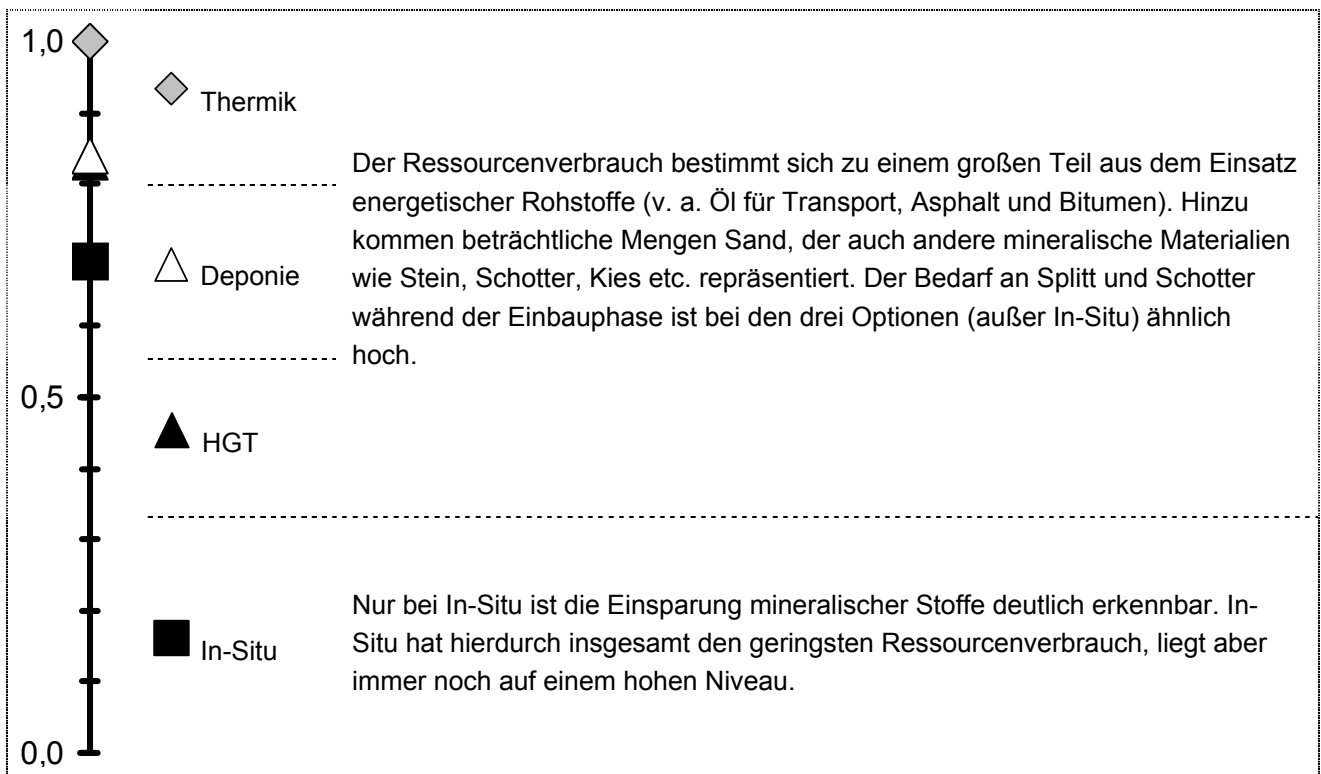 1,0
Thermik
Der Ressourcenverbrauch bestimmt sich zu einem großen Teil aus dem Einsatz
energetischer Rohstoffe (v. a. Öl für Transport, Asphalt und Bitumen). Hinzu
kommen beträchtliche Mengen Sand, der auch andere mineralische Materialien
Deponie
wie Stein, Schotter, Kies etc. repräsentiert. Der Bedarf an Splitt und Schotter
während der Einbauphase ist bei den drei Optionen (außer In-Situ) ähnlich
hoch.
0,5
HGT
Nur bei In-Situ ist die Einsparung mineralischer Stoffe deutlich erkennbar. In-
In-Situ
Situ hat hierdurch insgesamt den geringsten Ressourcenverbrauch, liegt aber
immer noch auf einem hohen Niveau.
0,0